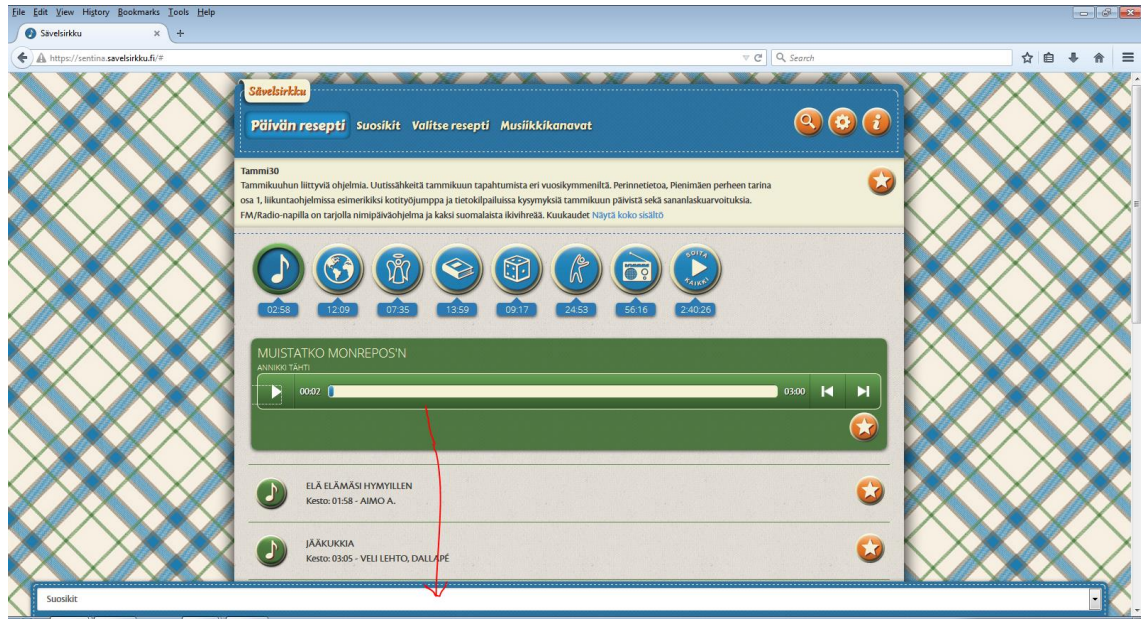 File Edit View History Bookmarks Tools Help
Sävelsirkku × +
https://sentina.savelsirkku.fi/#
Search
Sävelsirkku
Päivän resepti Suosikit Valitse resepti Musiikkikanavat
Tammi30
Tammikuuhun liittyviä ohjelmia. Uutissähkeitä tammikuun tapahtumista eri vuosikymmeniltä. Perinnetietoa, Pienimäen perheen tarina
osa 1, liikuntaohjelmissa esimerikiksi kotityöjumppa ja tietokilpailuissa kysymyksiä tammikuun päivistä sekä sananlaskuarvoituksia.
FM/Radio-napilla on tarjolla nimipäiväohjelma ja kaksi suomalaista ikivihreää. Kuukaudet Näytä koko sisältö
SOITA
KAIKKI
02:58 12:09 07:35 13:59 09:17 24:53 56:16 2:40:26
MUISTATKO MONREPOS'N
ANNIKKI TÄHTI
00:02 03:00
ELÄ ELÄMÄSI HYMYILLEN
Kesto: 01:58 - AIMO A.
JÄÄKUKKIA
Kesto: 03:05 - VELI LEHTO, DALLAPÉ
Suosikit